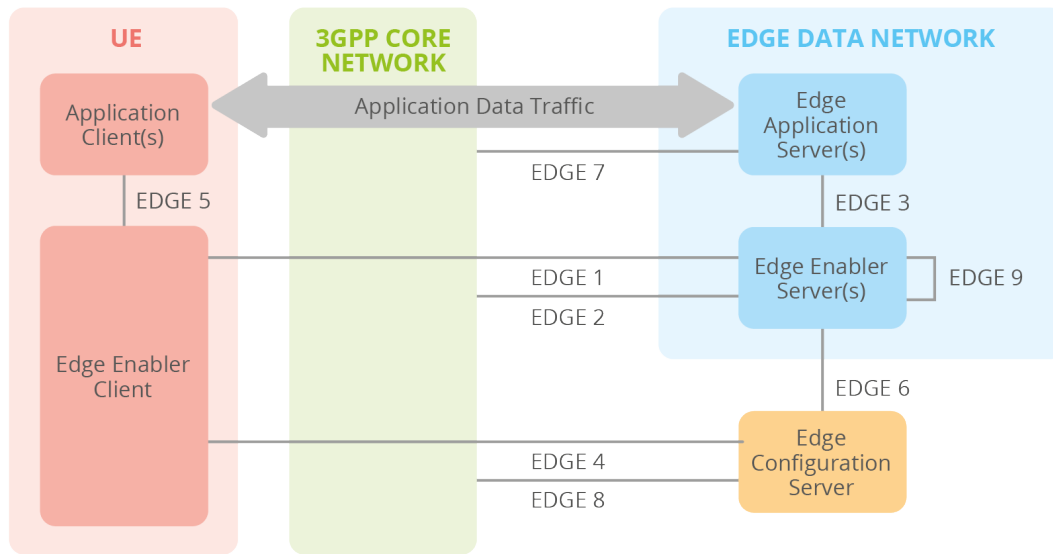 UE
3GPP CORE
NETWORK
EDGE DATA NETWORK
Application
Client(s)
Application Data Traffic
Edge
Application
Server(s)
EDGE 7
EDGE 5
EDGE 3
Edge Enabler
Server(s)
EDGE 1
EDGE 9
EDGE 2
Edge Enabler
Client
EDGE 6
Edge
Configuration
Server
EDGE 4
EDGE 8